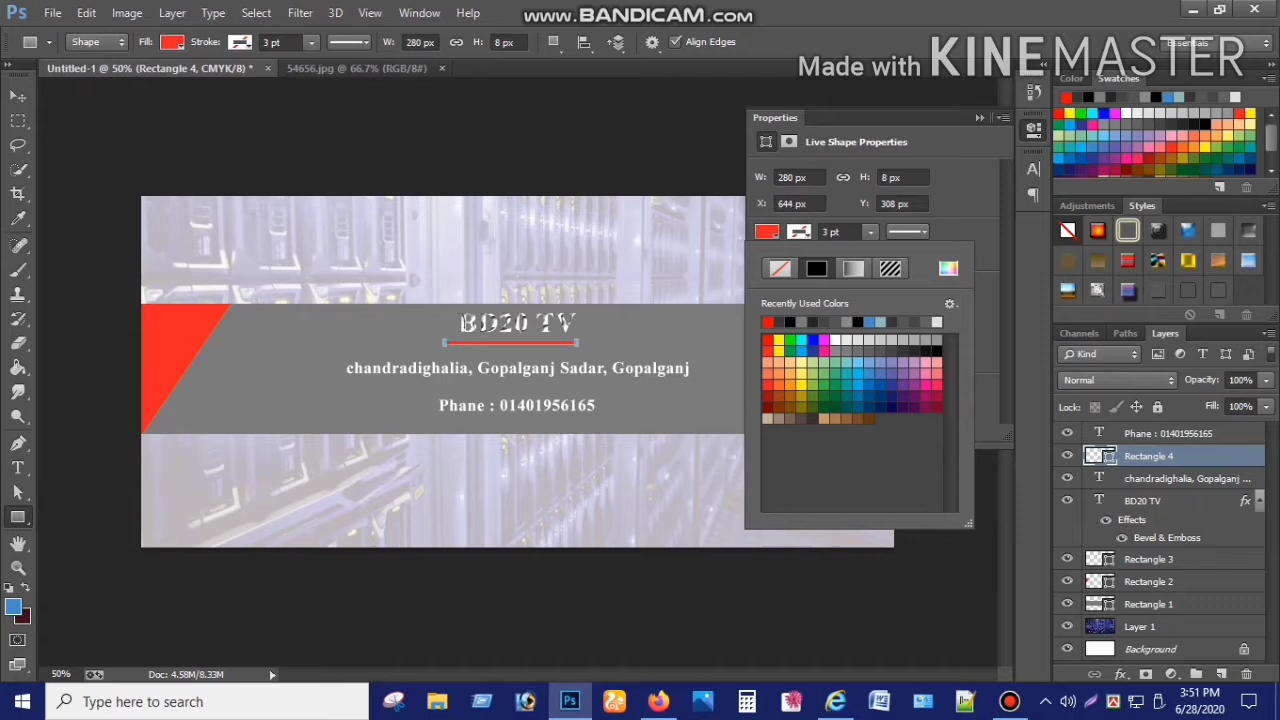 www.BANDICAM.com
Ps File Edit Image Layer Type Select Filter 3D View Window Help
Shape Fill: Stroke: 3 pt W: 280 px H: 8 px Align Edges Essentials
Made with KINEMASTER
Untitled-1 @ 50% (Rectangle 4, CMYK/8) * × 54656.jpg @ 66.7% (RGB/8#) ×
Color Swatches
Properties
Live Shape Properties
W: 280 px H: 8 px
X: 644 px Y: 308 px
3 pt
Adjustments Styles
Recently Used Colors
BD20 TV
chandradighalia, Gopalganj Sadar, Gopalganj
Phane : 01401956165
Channels Paths Layers
Kind
Normal Opacity: 100%
Lock: Fill: 100%
T Phane : 01401956165
Rectangle 4
T chandradighalia, Gopalganj ...
T BD20 TV fx
Effects
Bevel & Emboss
Rectangle 3
Rectangle 2
Rectangle 1
Layer 1
Background
50% Doc: 4.58M/8.33M
Type here to search
3:51 PM
6/28/2020